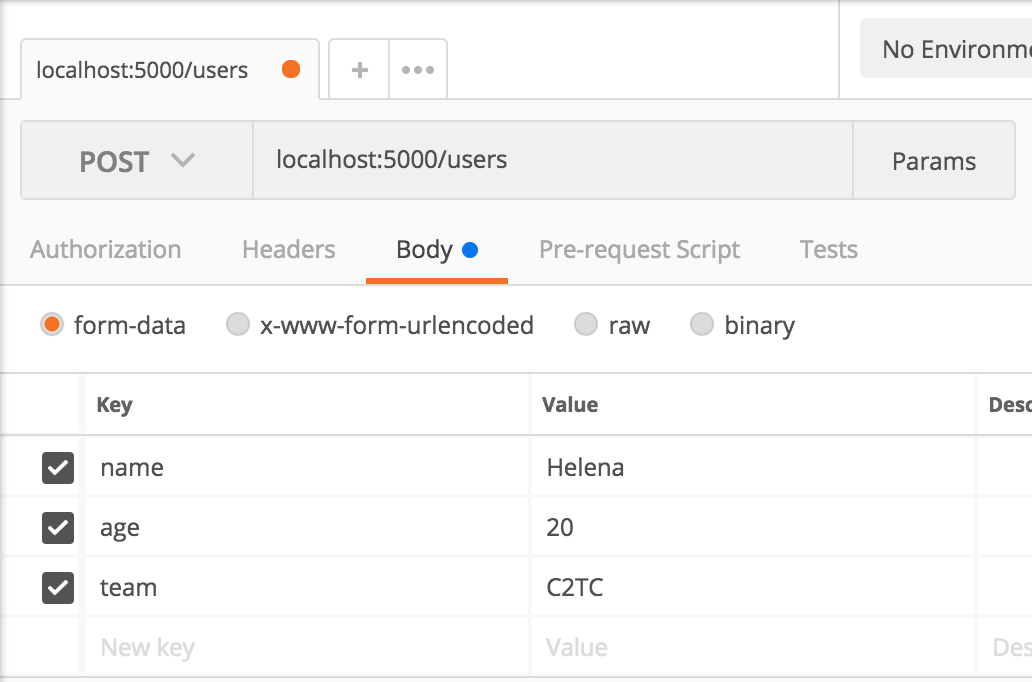 localhost:5000/users
No Environme
POST localhost:5000/users Params
Authorization Headers Body Pre-request Script Tests
form-data x-www-form-urlencoded raw binary
Key Value Desc
name Helena
age 20
team C2TC
New key Value Des